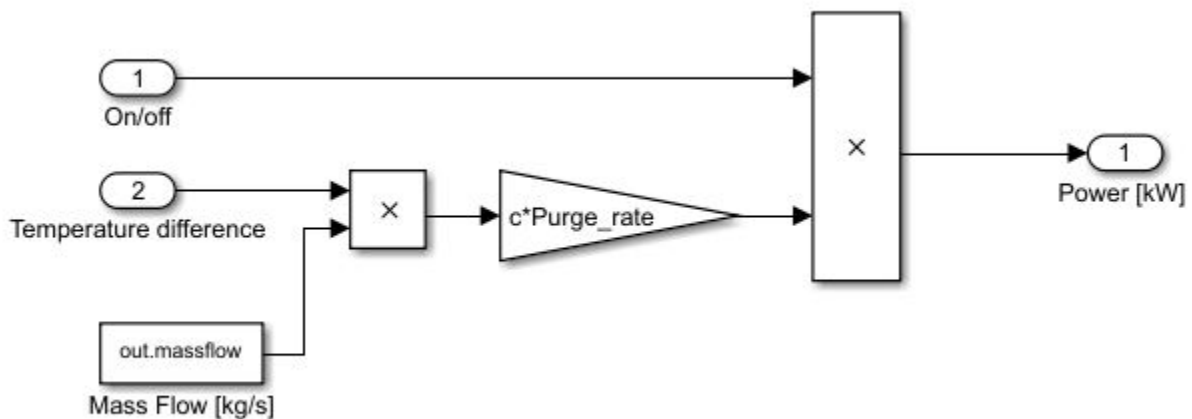 1
On/off
2
Temperature difference
×
c*Purge_rate
×
1
Power [kW]
out.massflow
Mass Flow [kg/s]